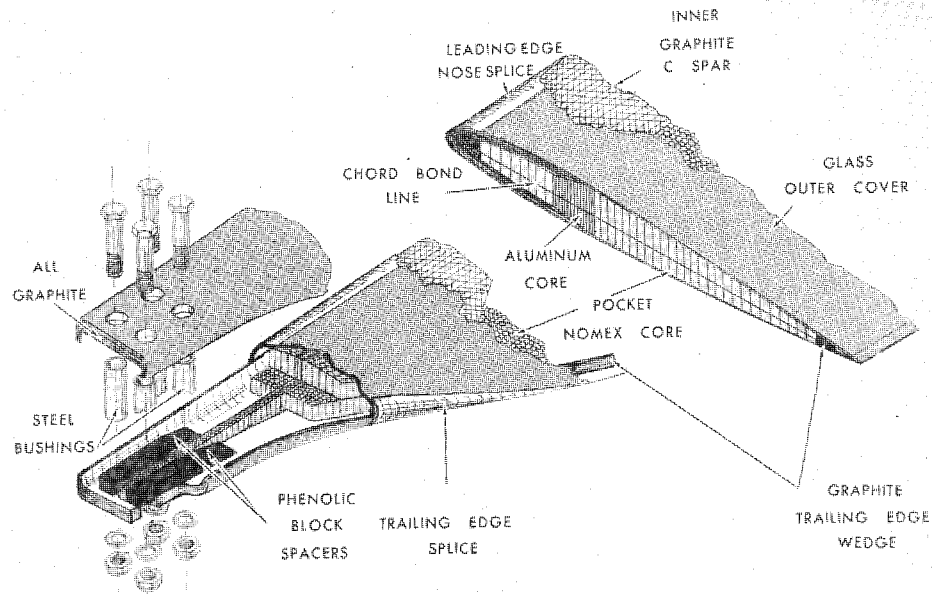 INNER
GRAPHITE
C SPAR
LEADING EDGE
NOSE SPLICE
GLASS
OUTER COVER
CHORD BOND
LINE
ALUMINUM
CORE
ALL
GRAPHITE
POCKET
NOMEX CORE
STEEL
BUSHINGS
PHENOLIC
BLOCK
SPACERS
TRAILING EDGE
SPLICE
GRAPHITE
TRAILING EDGE
WEDGE